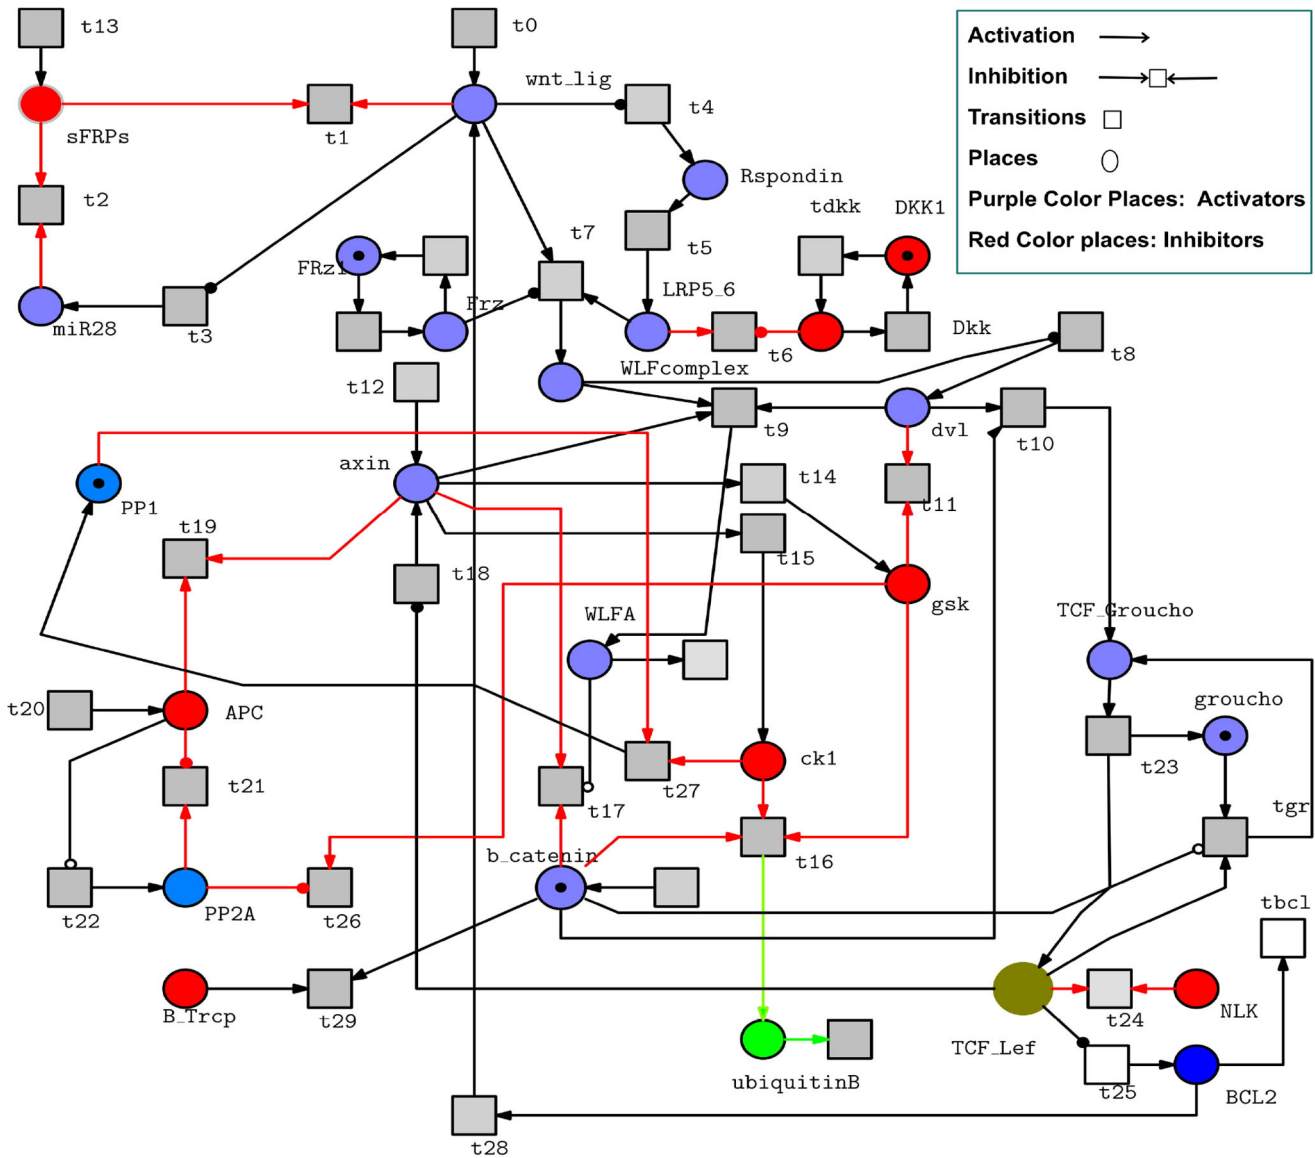 t13
t0
Activation
wnt_lig
Inhibition
t4
sFRPs
t1
Transitions
Places
Rspondin
t2
tdkk
DKK1
Purple Color Places: Activators
t7
t5
Red Color places: Inhibitors
FRz1
LRP5_6
Frz
miR28
t3
t6
Dkk
t8
WLFcomplex
t12
t9
dvl
t10
axin
t14
PP1
t11
t19
t15
t18
gsk
WLFA
TCF_Groucho
t20
APC
groucho
ck1
t23
t21
t27
t17
tgr
b_catenin
t16
t22
PP2A
t26
tbcl
B_Trcp
t29
t24
NLK
TCF_Lef
ubiquitinB
t25
BCL2
t28